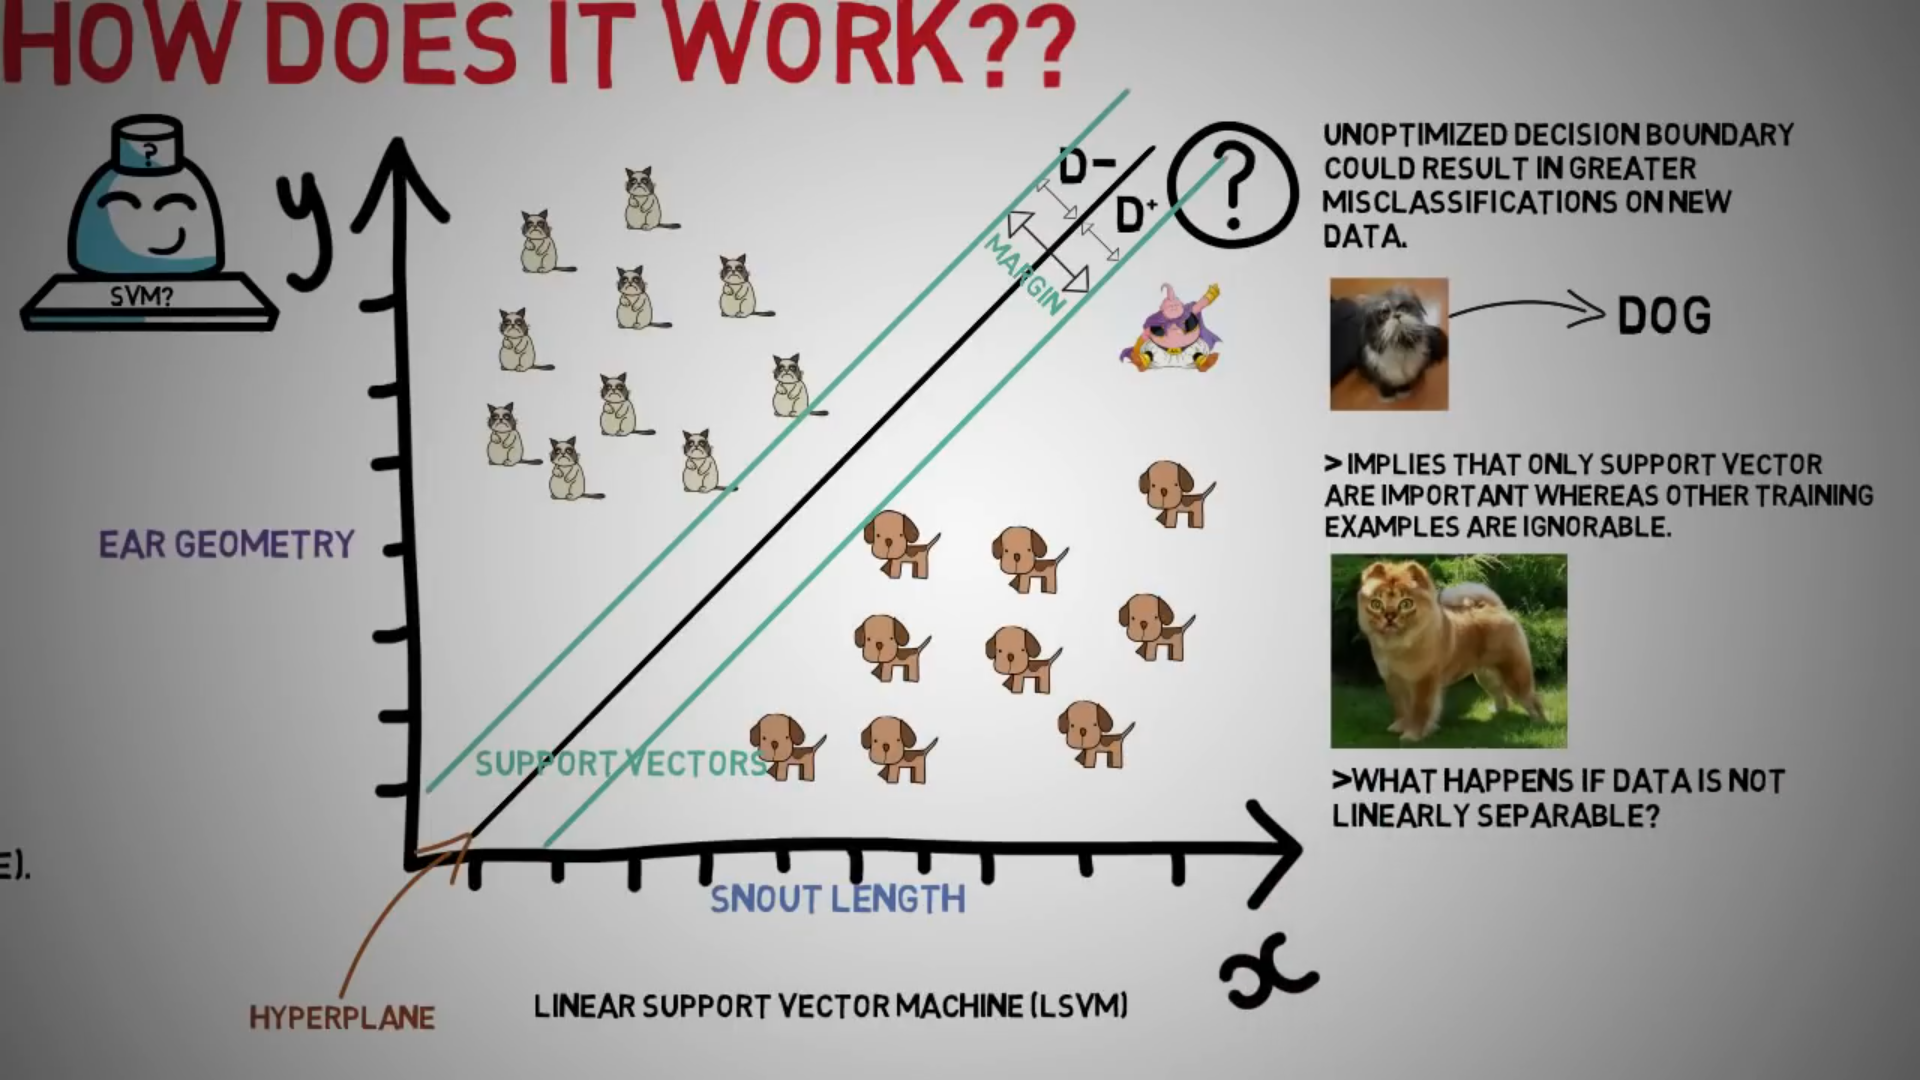 HOW DOES IT WORK??
?
SVM?
y
D-
D+
MARGIN
?
UNOPTIMIZED DECISION BOUNDARY
COULD RESULT IN GREATER
MISCLASSIFICATIONS ON NEW
DATA.
DOG
>IMPLIES THAT ONLY SUPPORT VECTOR
ARE IMPORTANT WHEREAS OTHER TRAINING
EXAMPLES ARE IGNORABLE.
EAR GEOMETRY
SUPPORT VECTORS
>WHAT HAPPENS IF DATA IS NOT
LINEARLY SEPARABLE?
E).
SNOUT LENGTH
x
HYPERPLANE
LINEAR SUPPORT VECTOR MACHINE (LSVM)